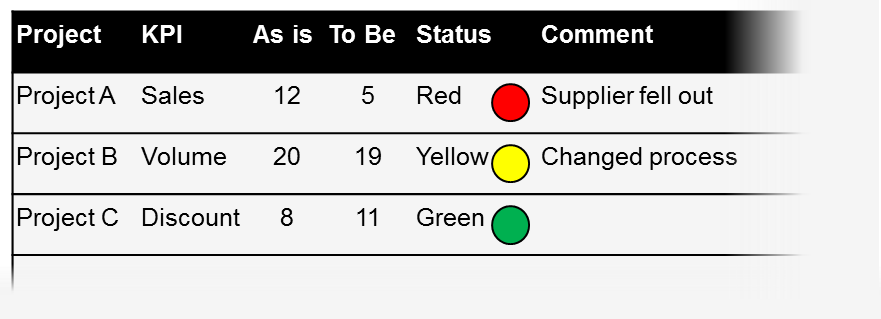 Project KPI As is To Be Status Comment
Project A Sales 12 5 Red Supplier fell out
Project B Volume 20 19 Yellow Changed process
Project C Discount 8 11 Green